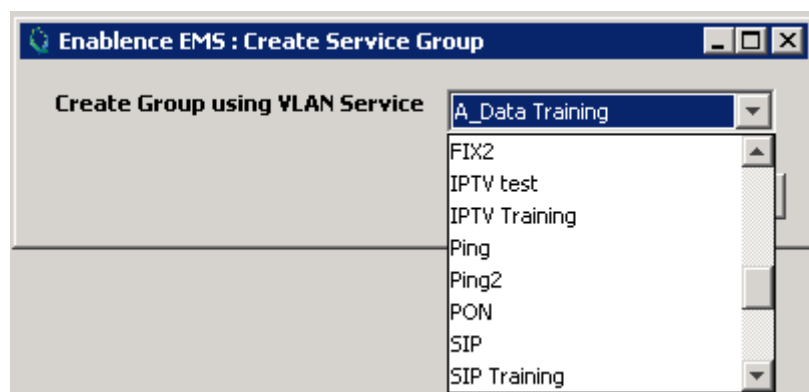 Enablence EMS : Create Service Group
Create Group using VLAN Service
A_Data Training
FIX2
IPTV test
IPTV Training
Ping
Ping2
PON
SIP
SIP Training